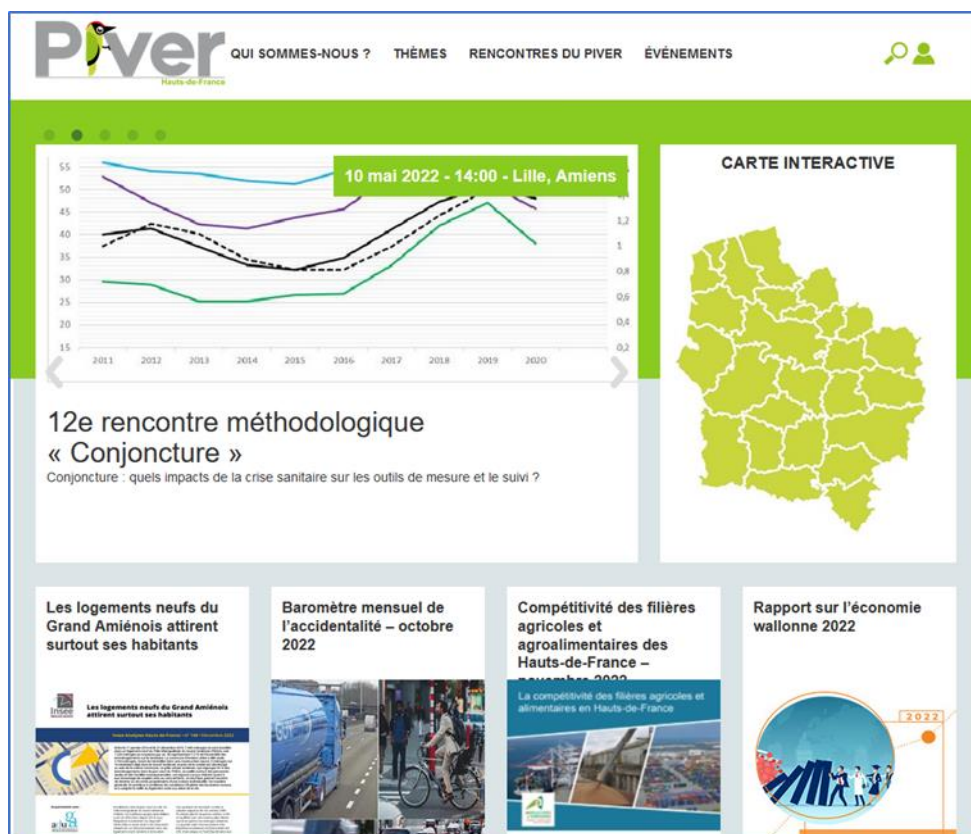 Piver
Hauts-de-France
QUI SOMMES-NOUS ? THÈMES RENCONTRES DU PIVER ÉVÉNEMENTS
10 mai 2022 - 14:00 - Lille, Amiens
55
50
45
40
35
30
25
20
15
1,2
1
0,8
0,6
0,4
0,2
2011 2012 2013 2014 2015 2016 2017 2018 2019 2020
12e rencontre méthodologique
« Conjoncture »
Conjoncture : quels impacts de la crise sanitaire sur les outils de mesure et le suivi ?
CARTE INTERACTIVE
Les logements neufs du
Grand Amiénois attirent
surtout ses habitants
Insee
Les logements neufs du Grand Amiénois
attirent surtout ses habitants
Baromètre mensuel de
l'accidentalité – octobre
2022
Compétitivité des filières
agricoles et
agroalimentaires des
Hauts-de-France –
novembre 2022
La compétitivité des filières agricoles et
alimentaires en Hauts-de-France
Rapport sur l'économie
wallonne 2022
2022